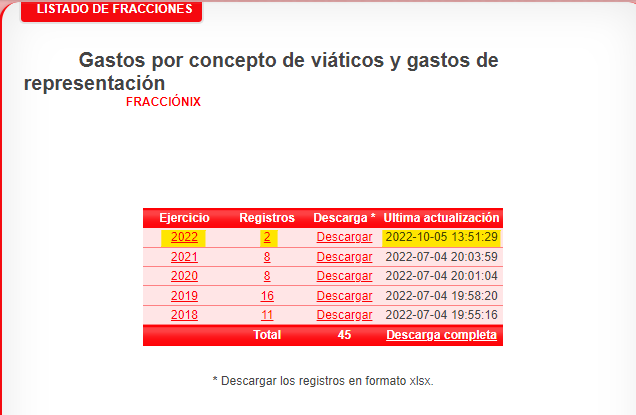 LISTADO DE FRACCIONES
Gastos por concepto de viáticos y gastos de
representación
FRACCIÓNIX
Ejercicio Registros Descarga * Ultima actualización
2022 2 Descargar 2022-10-05 13:51:29
2021 8 Descargar 2022-07-04 20:03:59
2020 8 Descargar 2022-07-04 20:01:04
2019 16 Descargar 2022-07-04 19:58:20
2018 11 Descargar 2022-07-04 19:55:16
Total 45 Descarga completa
* Descargar los registros en formato xlsx.